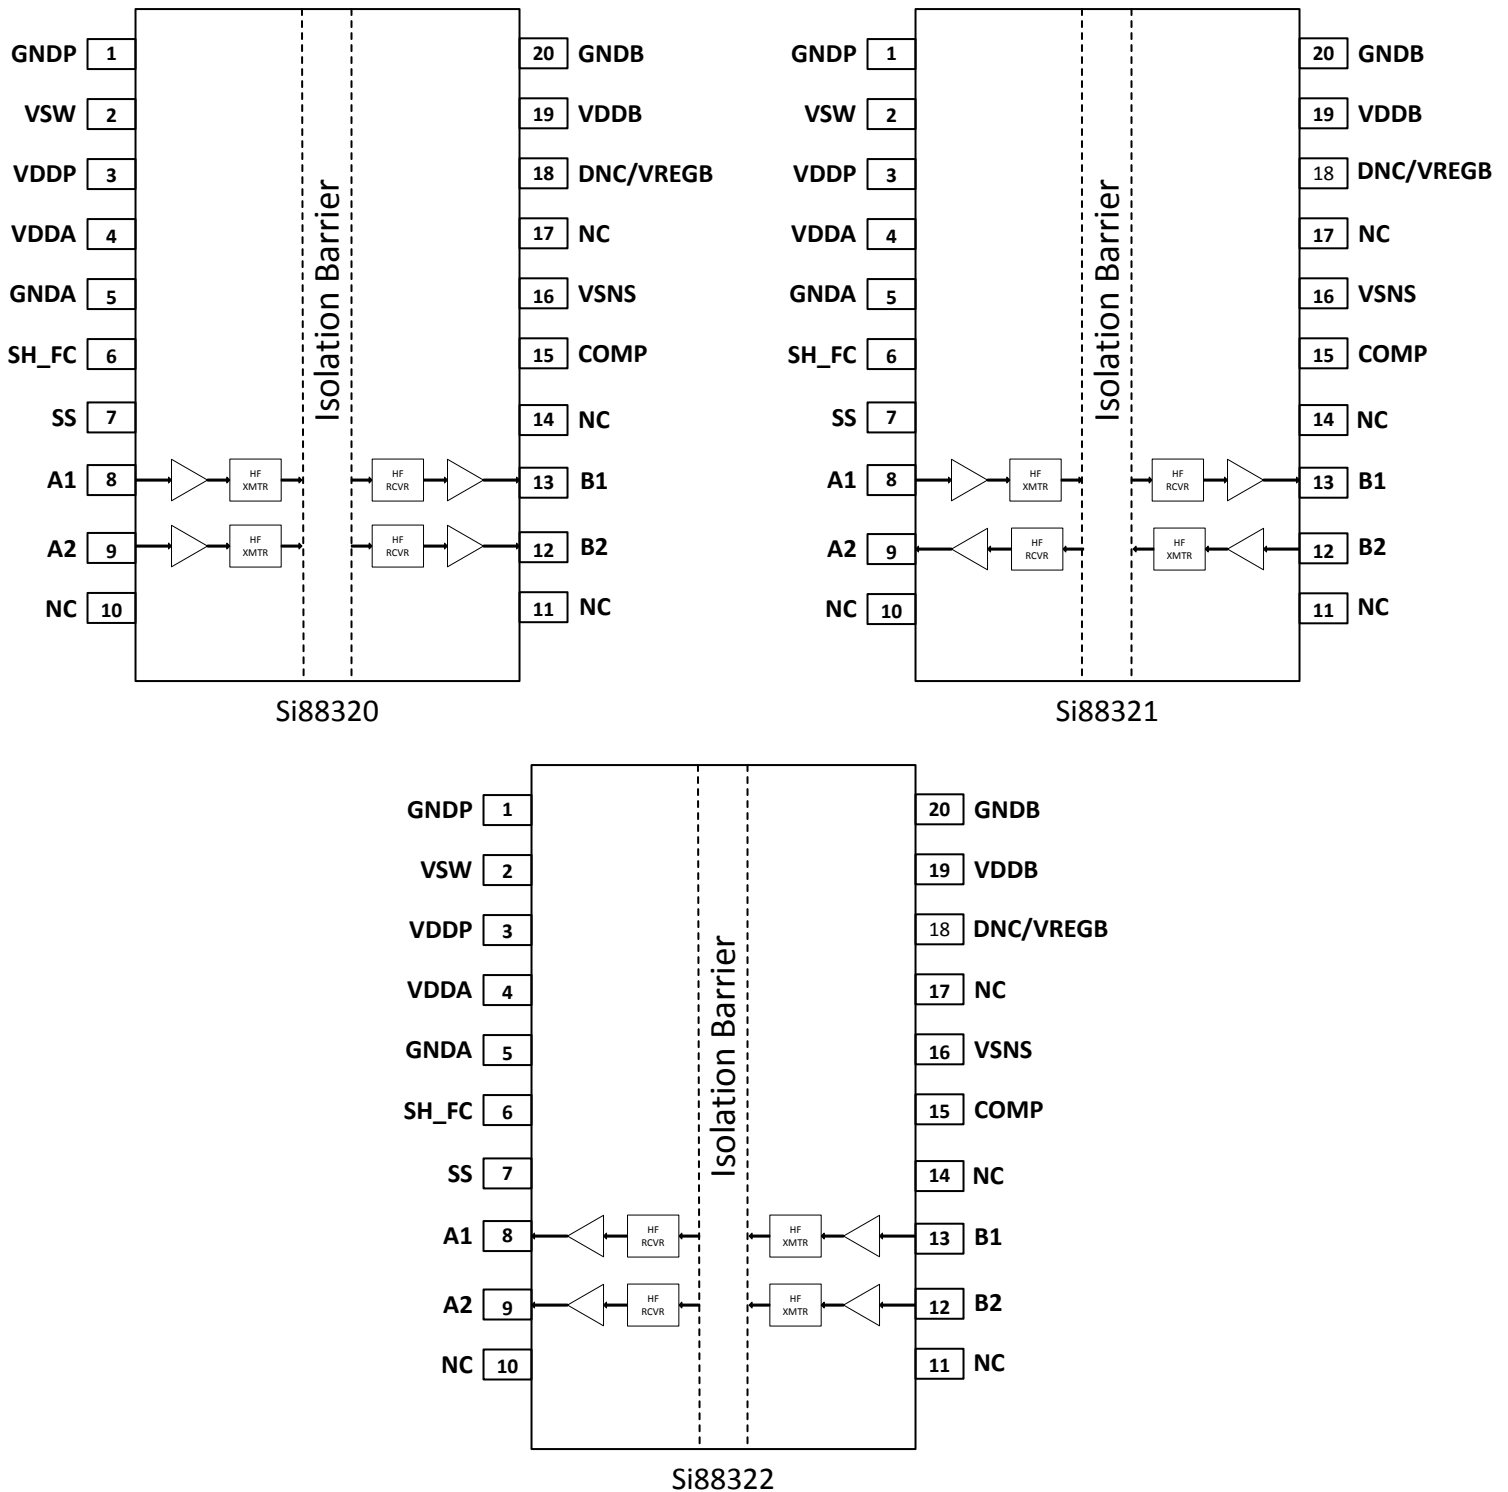 GNDP 1 20 GNDB
VSW 2 19 VDDB
VDDP 3 18 DNC/VREGB
VDDA 4 17 NC
GNDA 5 16 VSNS
SH_FC 6 15 COMP
SS 7 14 NC
A1 8 HF XMTR HF RCVR 13 B1
A2 9 HF XMTR HF RCVR 12 B2
NC 10 11 NC
Isolation Barrier
Si88320
GNDP 1 20 GNDB
VSW 2 19 VDDB
VDDP 3 18 DNC/VREGB
VDDA 4 17 NC
GNDA 5 16 VSNS
SH_FC 6 15 COMP
SS 7 14 NC
A1 8 HF XMTR HF RCVR 13 B1
A2 9 HF RCVR HF XMTR 12 B2
NC 10 11 NC
Isolation Barrier
Si88321
GNDP 1 20 GNDB
VSW 2 19 VDDB
VDDP 3 18 DNC/VREGB
VDDA 4 17 NC
GNDA 5 16 VSNS
SH_FC 6 15 COMP
SS 7 14 NC
A1 8 HF RCVR HF XMTR 13 B1
A2 9 HF RCVR HF XMTR 12 B2
NC 10 11 NC
Isolation Barrier
Si88322